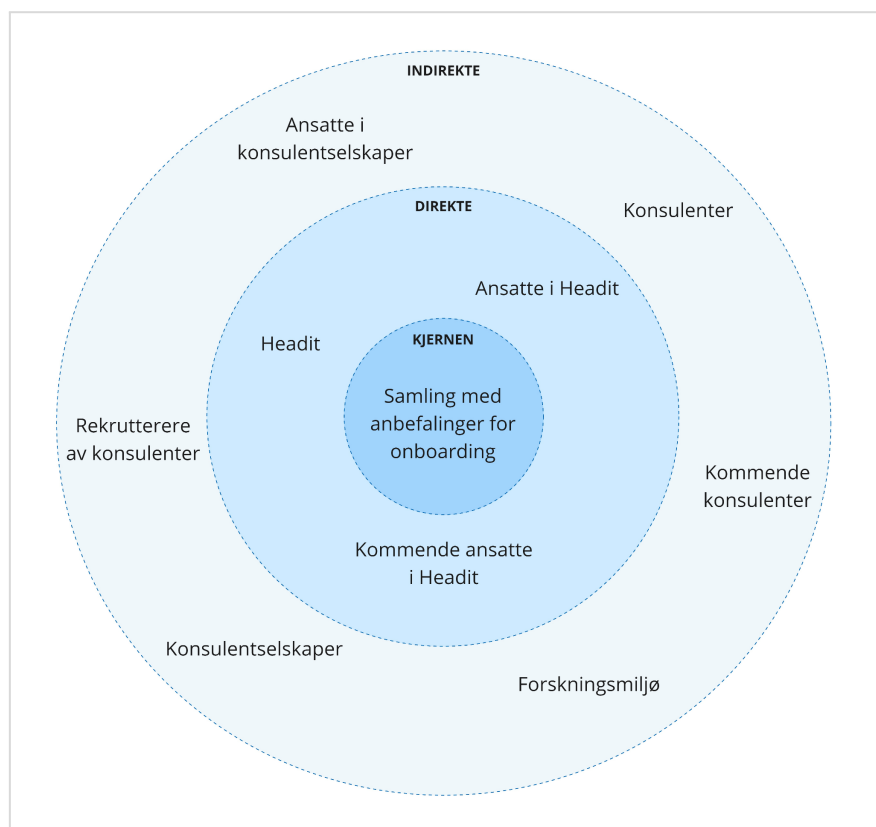 INDIREKTE
Ansatte i
konsulentselskaper
Konsulenter
DIREKTE
Ansatte i Headit
Headit
KJERNEN
Samling med
anbefalinger for
onboarding
Rekrutterere
av konsulenter
Kommende
konsulenter
Kommende ansatte
i Headit
Konsulentselskaper
Forskningsmiljø